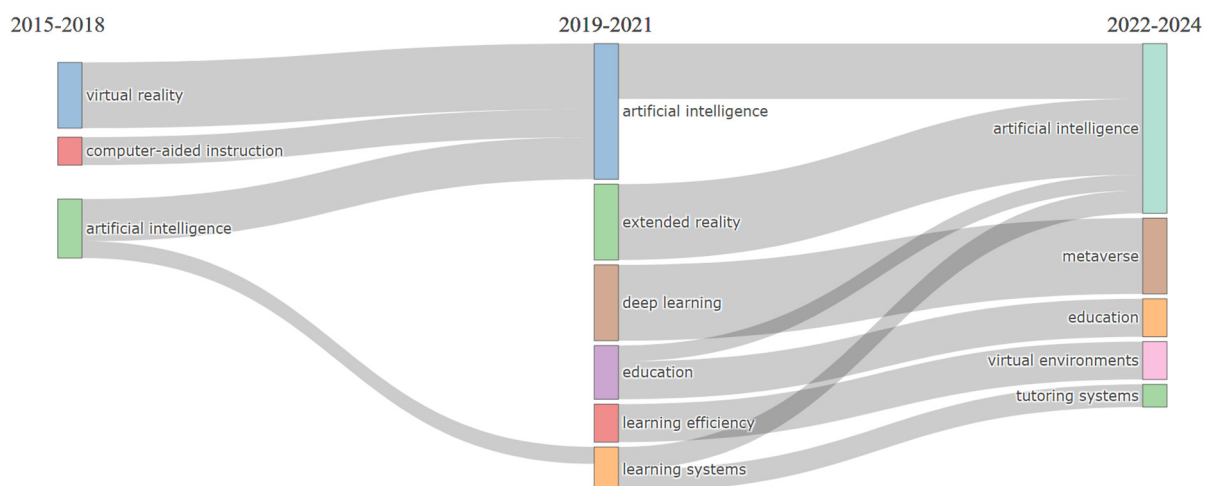 2015-2018
2019-2021
2022-2024
virtual reality
computer-aided instruction
artificial intelligence
artificial intelligence
extended reality
deep learning
education
learning efficiency
learning systems
artificial intelligence
metaverse
education
virtual environments
tutoring systems